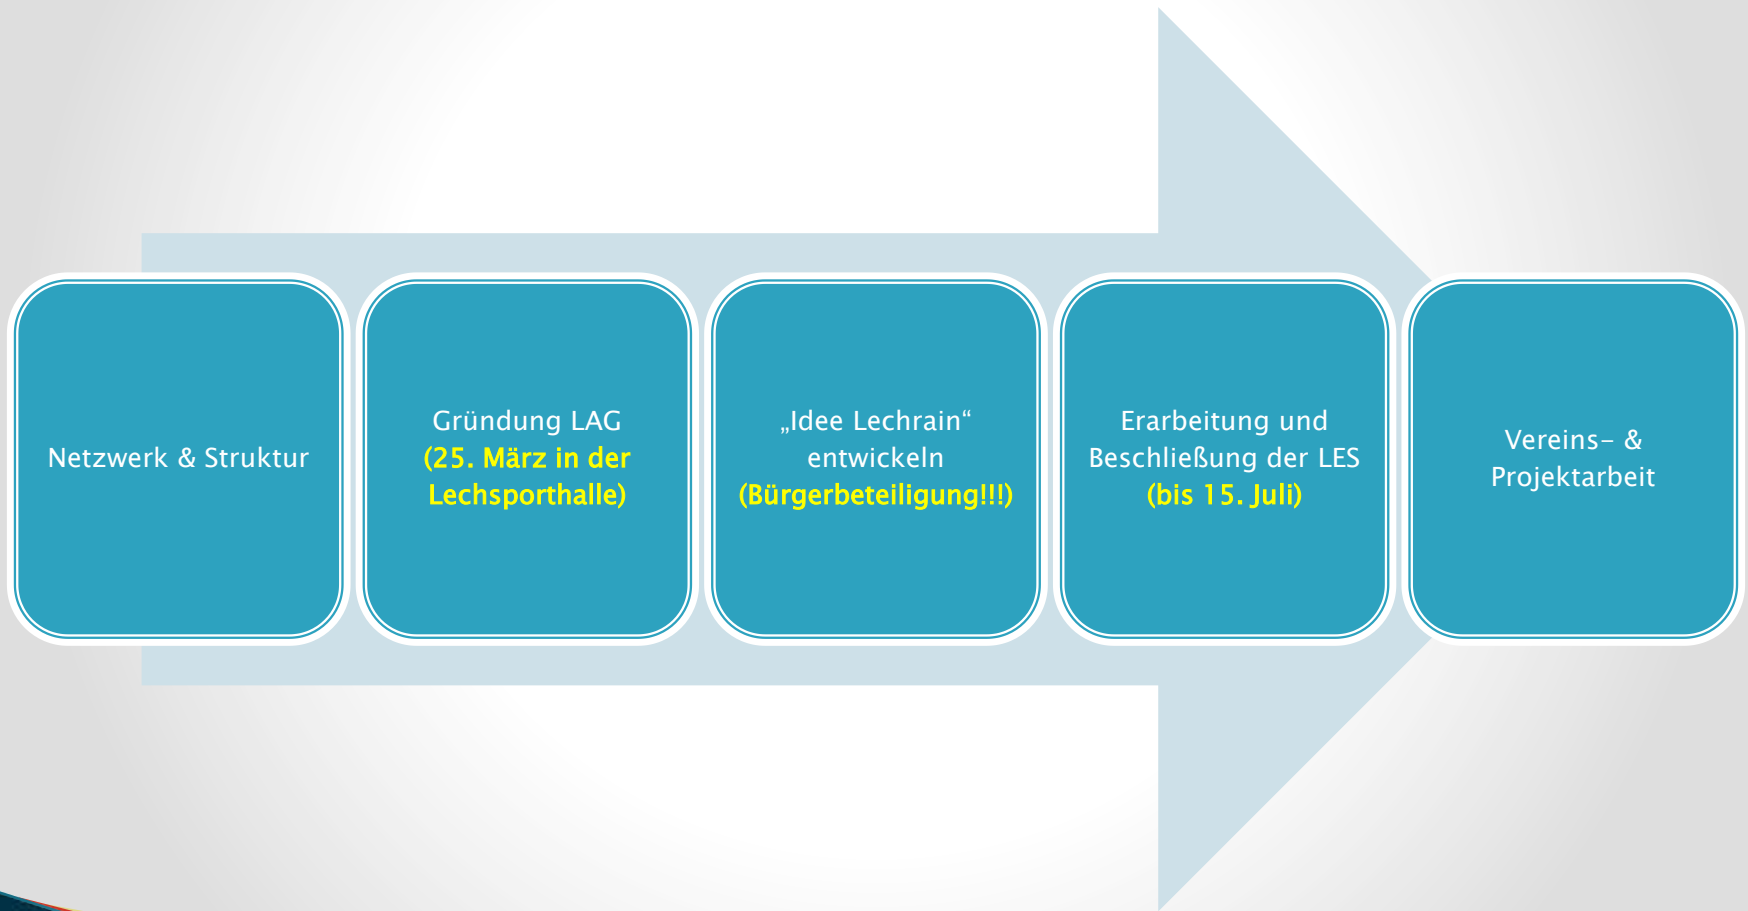 Netzwerk & Struktur
Gründung LAG
(25. März in der
Lechsporthalle)
„Idee Lechrain“
entwickeln
(Bürgerbeteiligung!!!)
Erarbeitung und
Beschließung der LES
(bis 15. Juli)
Vereins- &
Projektarbeit